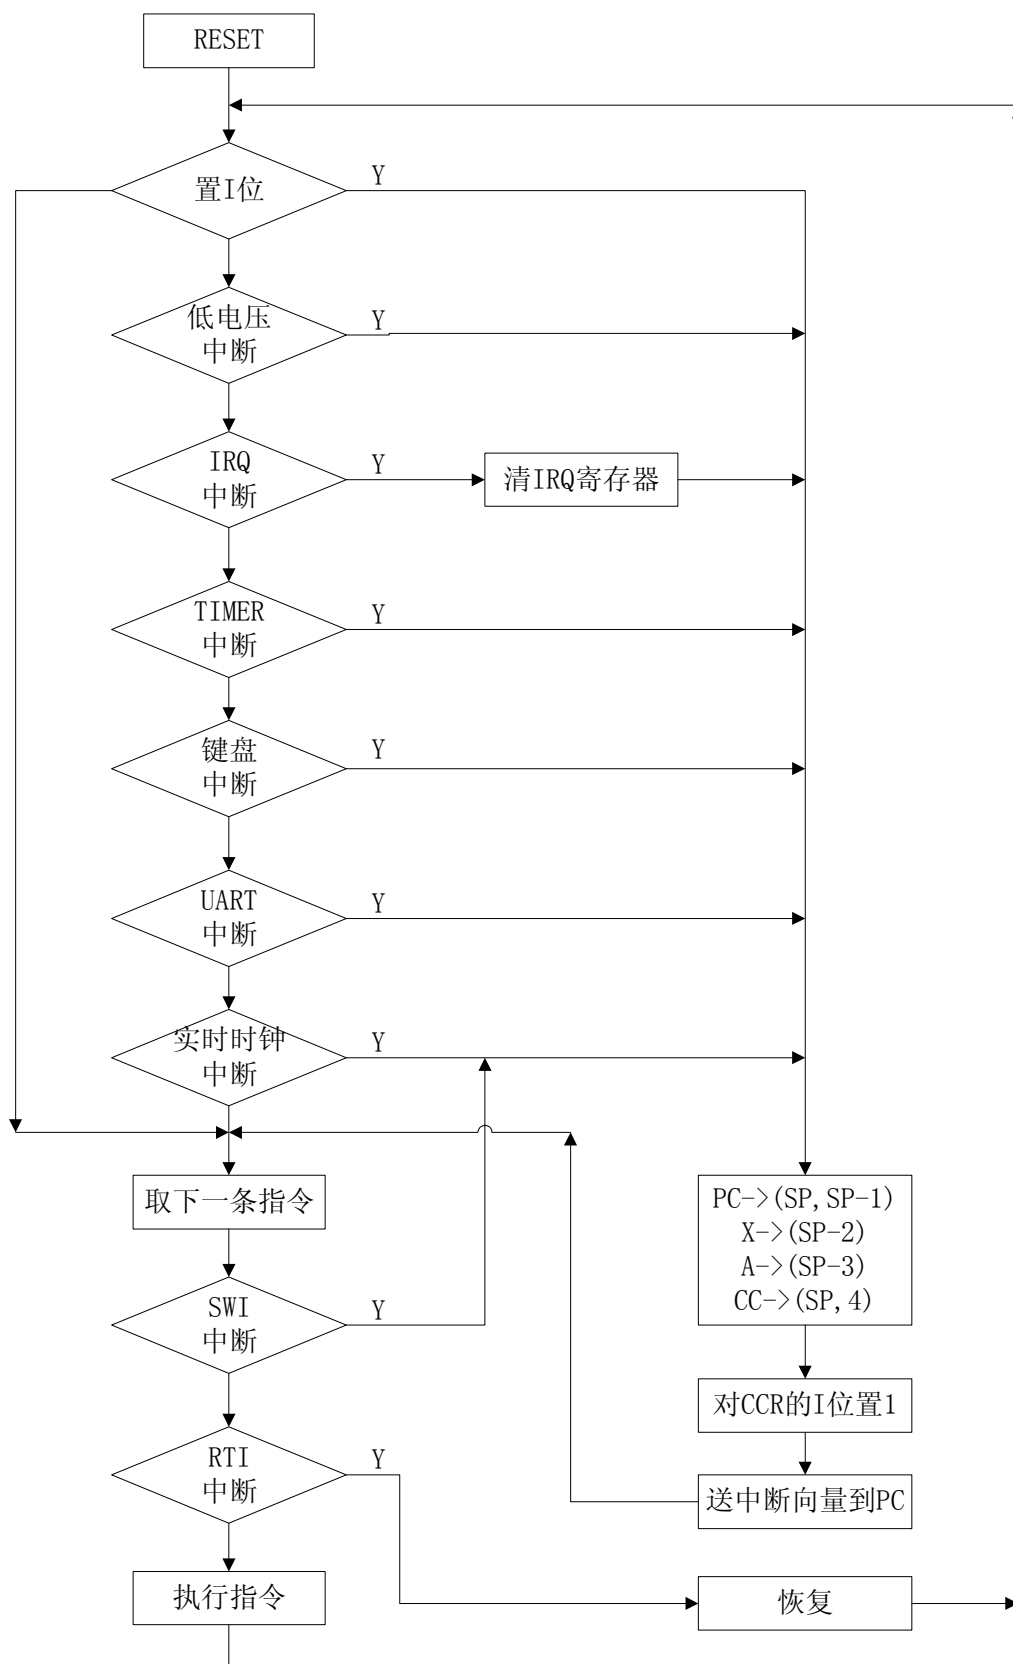 RESET
置I位
Y
低电压
中断
Y
IRQ
中断
Y
清IRQ寄存器
TIMER
中断
Y
键盘
中断
Y
UART
中断
Y
实时时钟
中断
Y
取下一条指令
PC->(SP,SP-1)
X->(SP-2)
A->(SP-3)
CC->(SP,4)
SWI
中断
Y
对CCR的I位置1
RTI
中断
Y
送中断向量到PC
执行指令
恢复